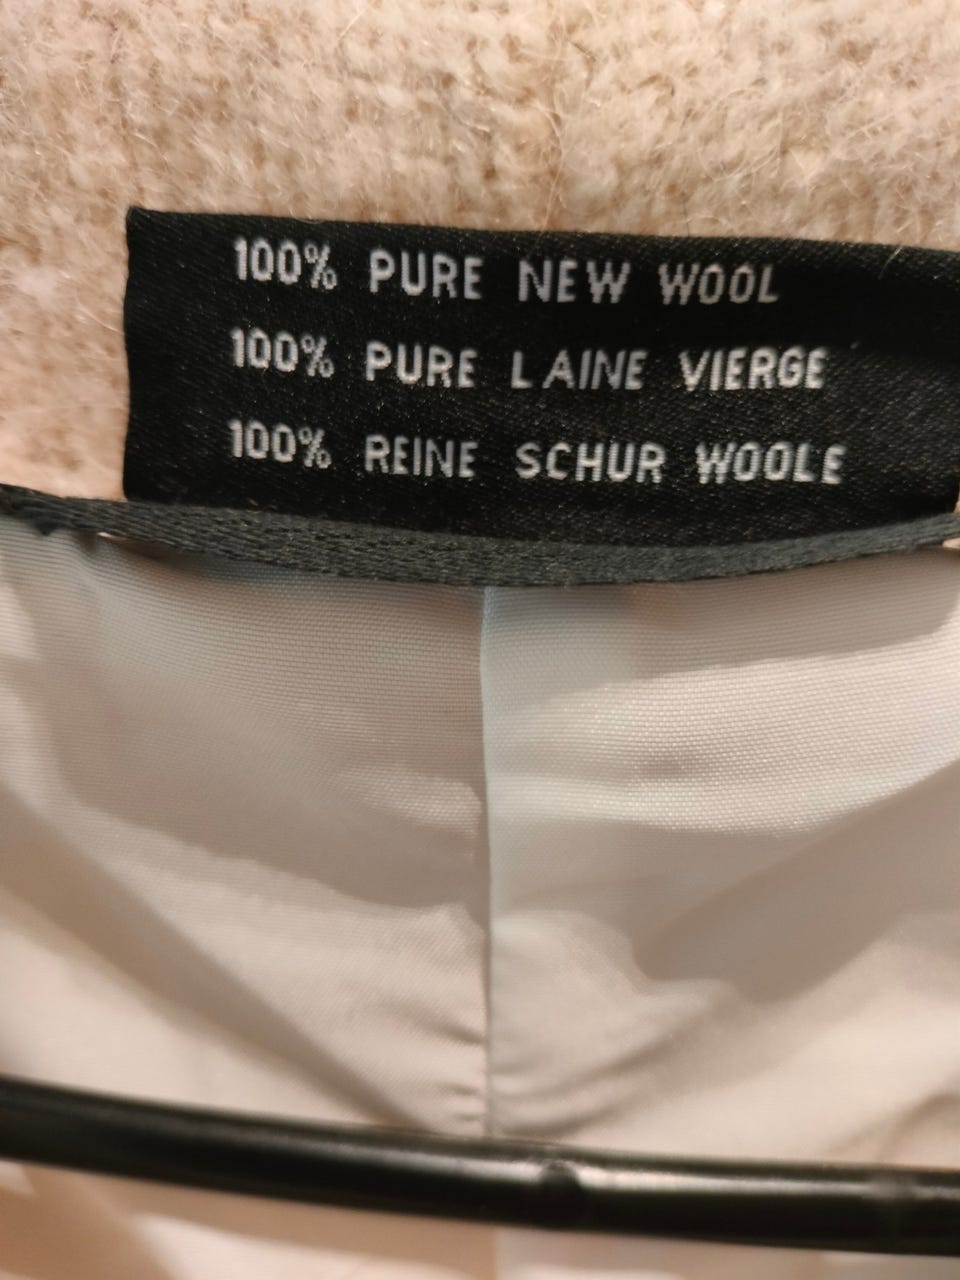 100% PURE NEW WOOL
100% PURE LAINE VIERGE
100% REINE SCHUR WOOLE